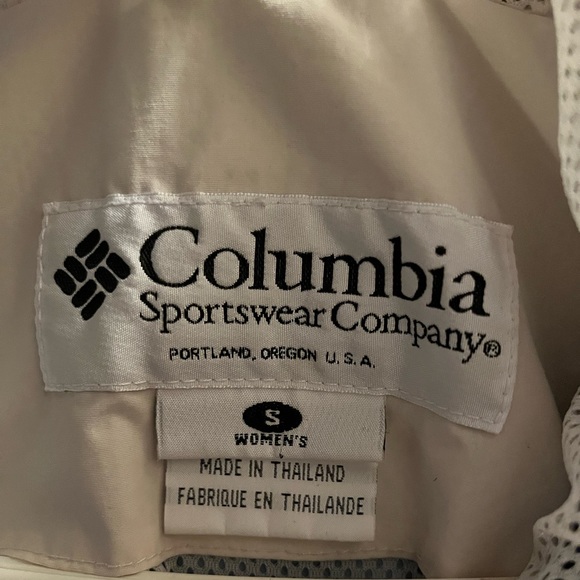 Columbia
Sportswear Company®
PORTLAND, OREGON U.S.A.
S
WOMEN'S
MADE IN THAILAND
FABRIQUE EN THAILANDE